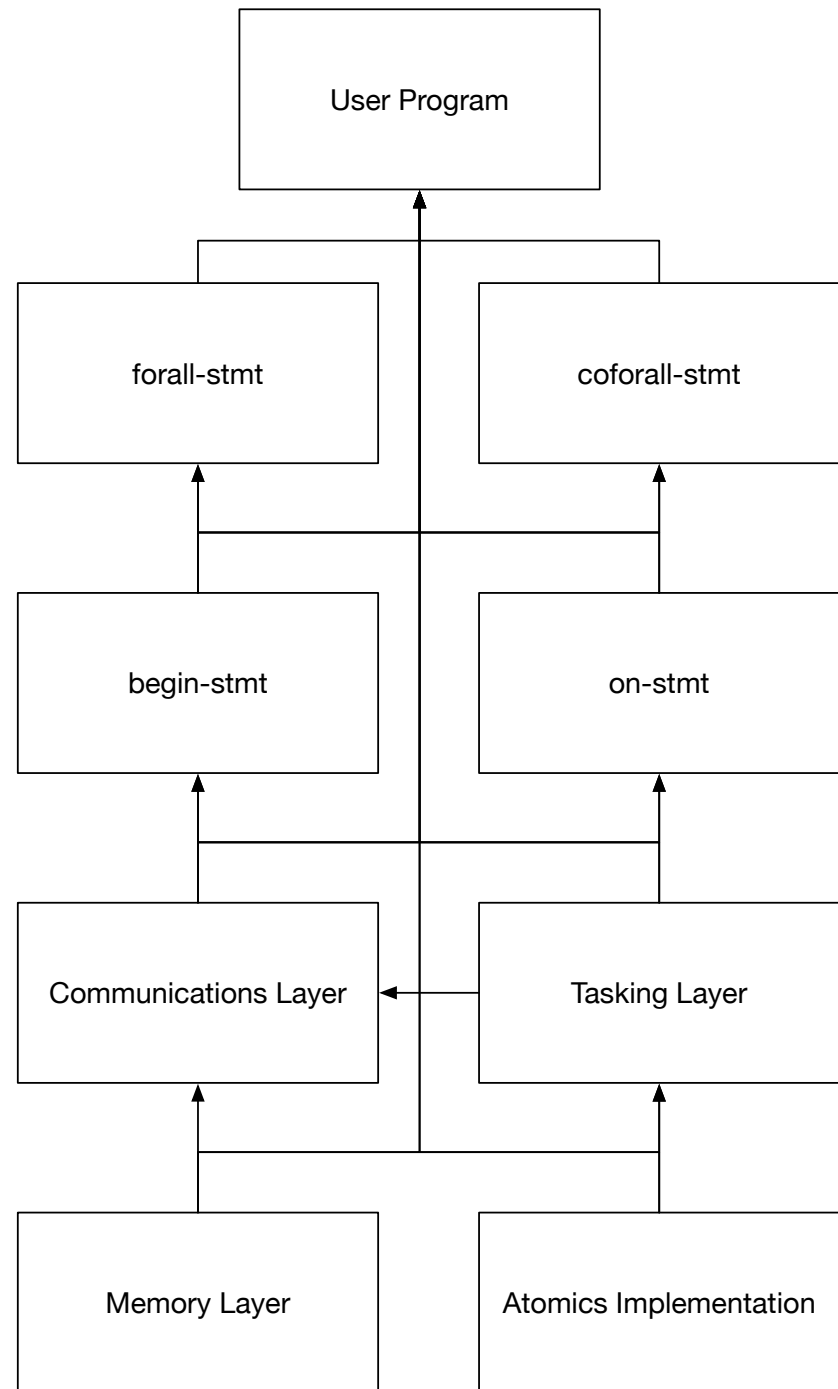 User Program
forall-stmt
coforall-stmt
begin-stmt
on-stmt
Communications Layer
Tasking Layer
Memory Layer
Atomics Implementation